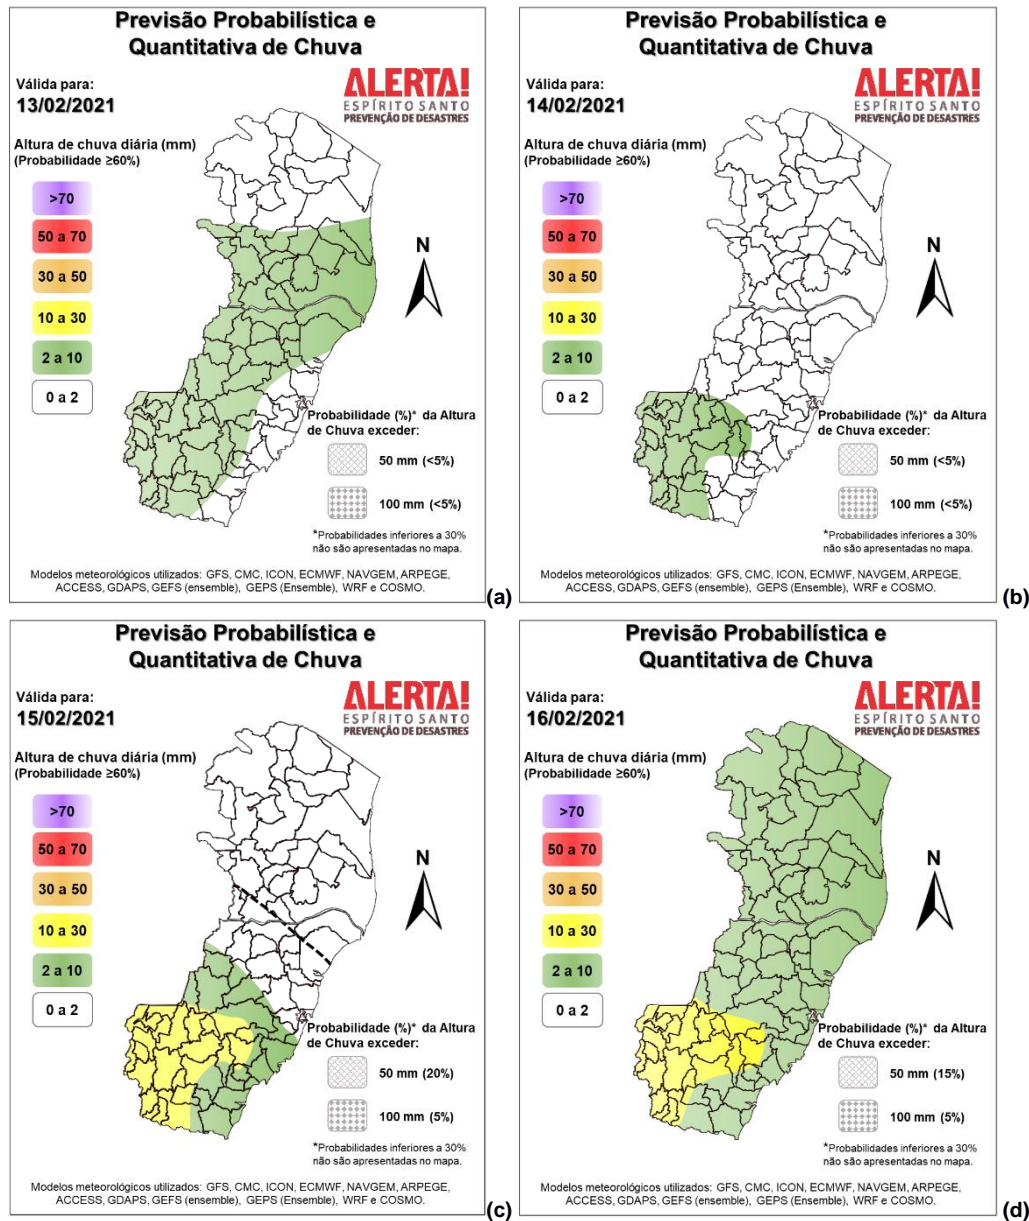 Previsão Probabilística e
Quantitativa de Chuva
Válida para:
13/02/2021
ALERTA!
ESPÍRITO SANTO
PREVENÇÃO DE DESASTRES
Altura de chuva diária (mm)
(Probabilidade ≥60%)
>70
50 a 70
30 a 50
10 a 30
2 a 10
0 a 2
N
Probabilidade (%)* da Altura
de Chuva exceder:
50 mm (<5%)
100 mm (<5%)
*Probabilidades inferiores a 30%
não são apresentadas no mapa.
Modelos meteorológicos utilizados: GFS, CMC, ICON, ECMWF, NAVGEM, ARPEGE,
ACCESS, GDAPS, GEFS (ensemble), GEPS (Ensemble), WRF e COSMO.
(a)
Previsão Probabilística e
Quantitativa de Chuva
Válida para:
14/02/2021
ALERTA!
ESPÍRITO SANTO
PREVENÇÃO DE DESASTRES
Altura de chuva diária (mm)
(Probabilidade ≥60%)
>70
50 a 70
30 a 50
10 a 30
2 a 10
0 a 2
N
Probabilidade (%)* da Altura
de Chuva exceder:
50 mm (<5%)
100 mm (<5%)
*Probabilidades inferiores a 30%
não são apresentadas no mapa.
Modelos meteorológicos utilizados: GFS, CMC, ICON, ECMWF, NAVGEM, ARPEGE,
ACCESS, GDAPS, GEFS (ensemble), GEPS (Ensemble), WRF e COSMO.
(b)
Previsão Probabilística e
Quantitativa de Chuva
Válida para:
15/02/2021
ALERTA!
ESPÍRITO SANTO
PREVENÇÃO DE DESASTRES
Altura de chuva diária (mm)
(Probabilidade ≥60%)
>70
50 a 70
30 a 50
10 a 30
2 a 10
0 a 2
N
Probabilidade (%)* da Altura
de Chuva exceder:
50 mm (20%)
100 mm (5%)
*Probabilidades inferiores a 30%
não são apresentadas no mapa.
Modelos meteorológicos utilizados: GFS, CMC, ICON, ECMWF, NAVGEM, ARPEGE,
ACCESS, GDAPS, GEFS (ensemble), GEPS (Ensemble), WRF e COSMO.
(c)
Previsão Probabilística e
Quantitativa de Chuva
Válida para:
16/02/2021
ALERTA!
ESPÍRITO SANTO
PREVENÇÃO DE DESASTRES
Altura de chuva diária (mm)
(Probabilidade ≥60%)
>70
50 a 70
30 a 50
10 a 30
2 a 10
0 a 2
N
Probabilidade (%)* da Altura
de Chuva exceder:
50 mm (15%)
100 mm (5%)
*Probabilidades inferiores a 30%
não são apresentadas no mapa.
Modelos meteorológicos utilizados: GFS, CMC, ICON, ECMWF, NAVGEM, ARPEGE,
ACCESS, GDAPS, GEFS (ensemble), GEPS (Ensemble), WRF e COSMO.
(d)